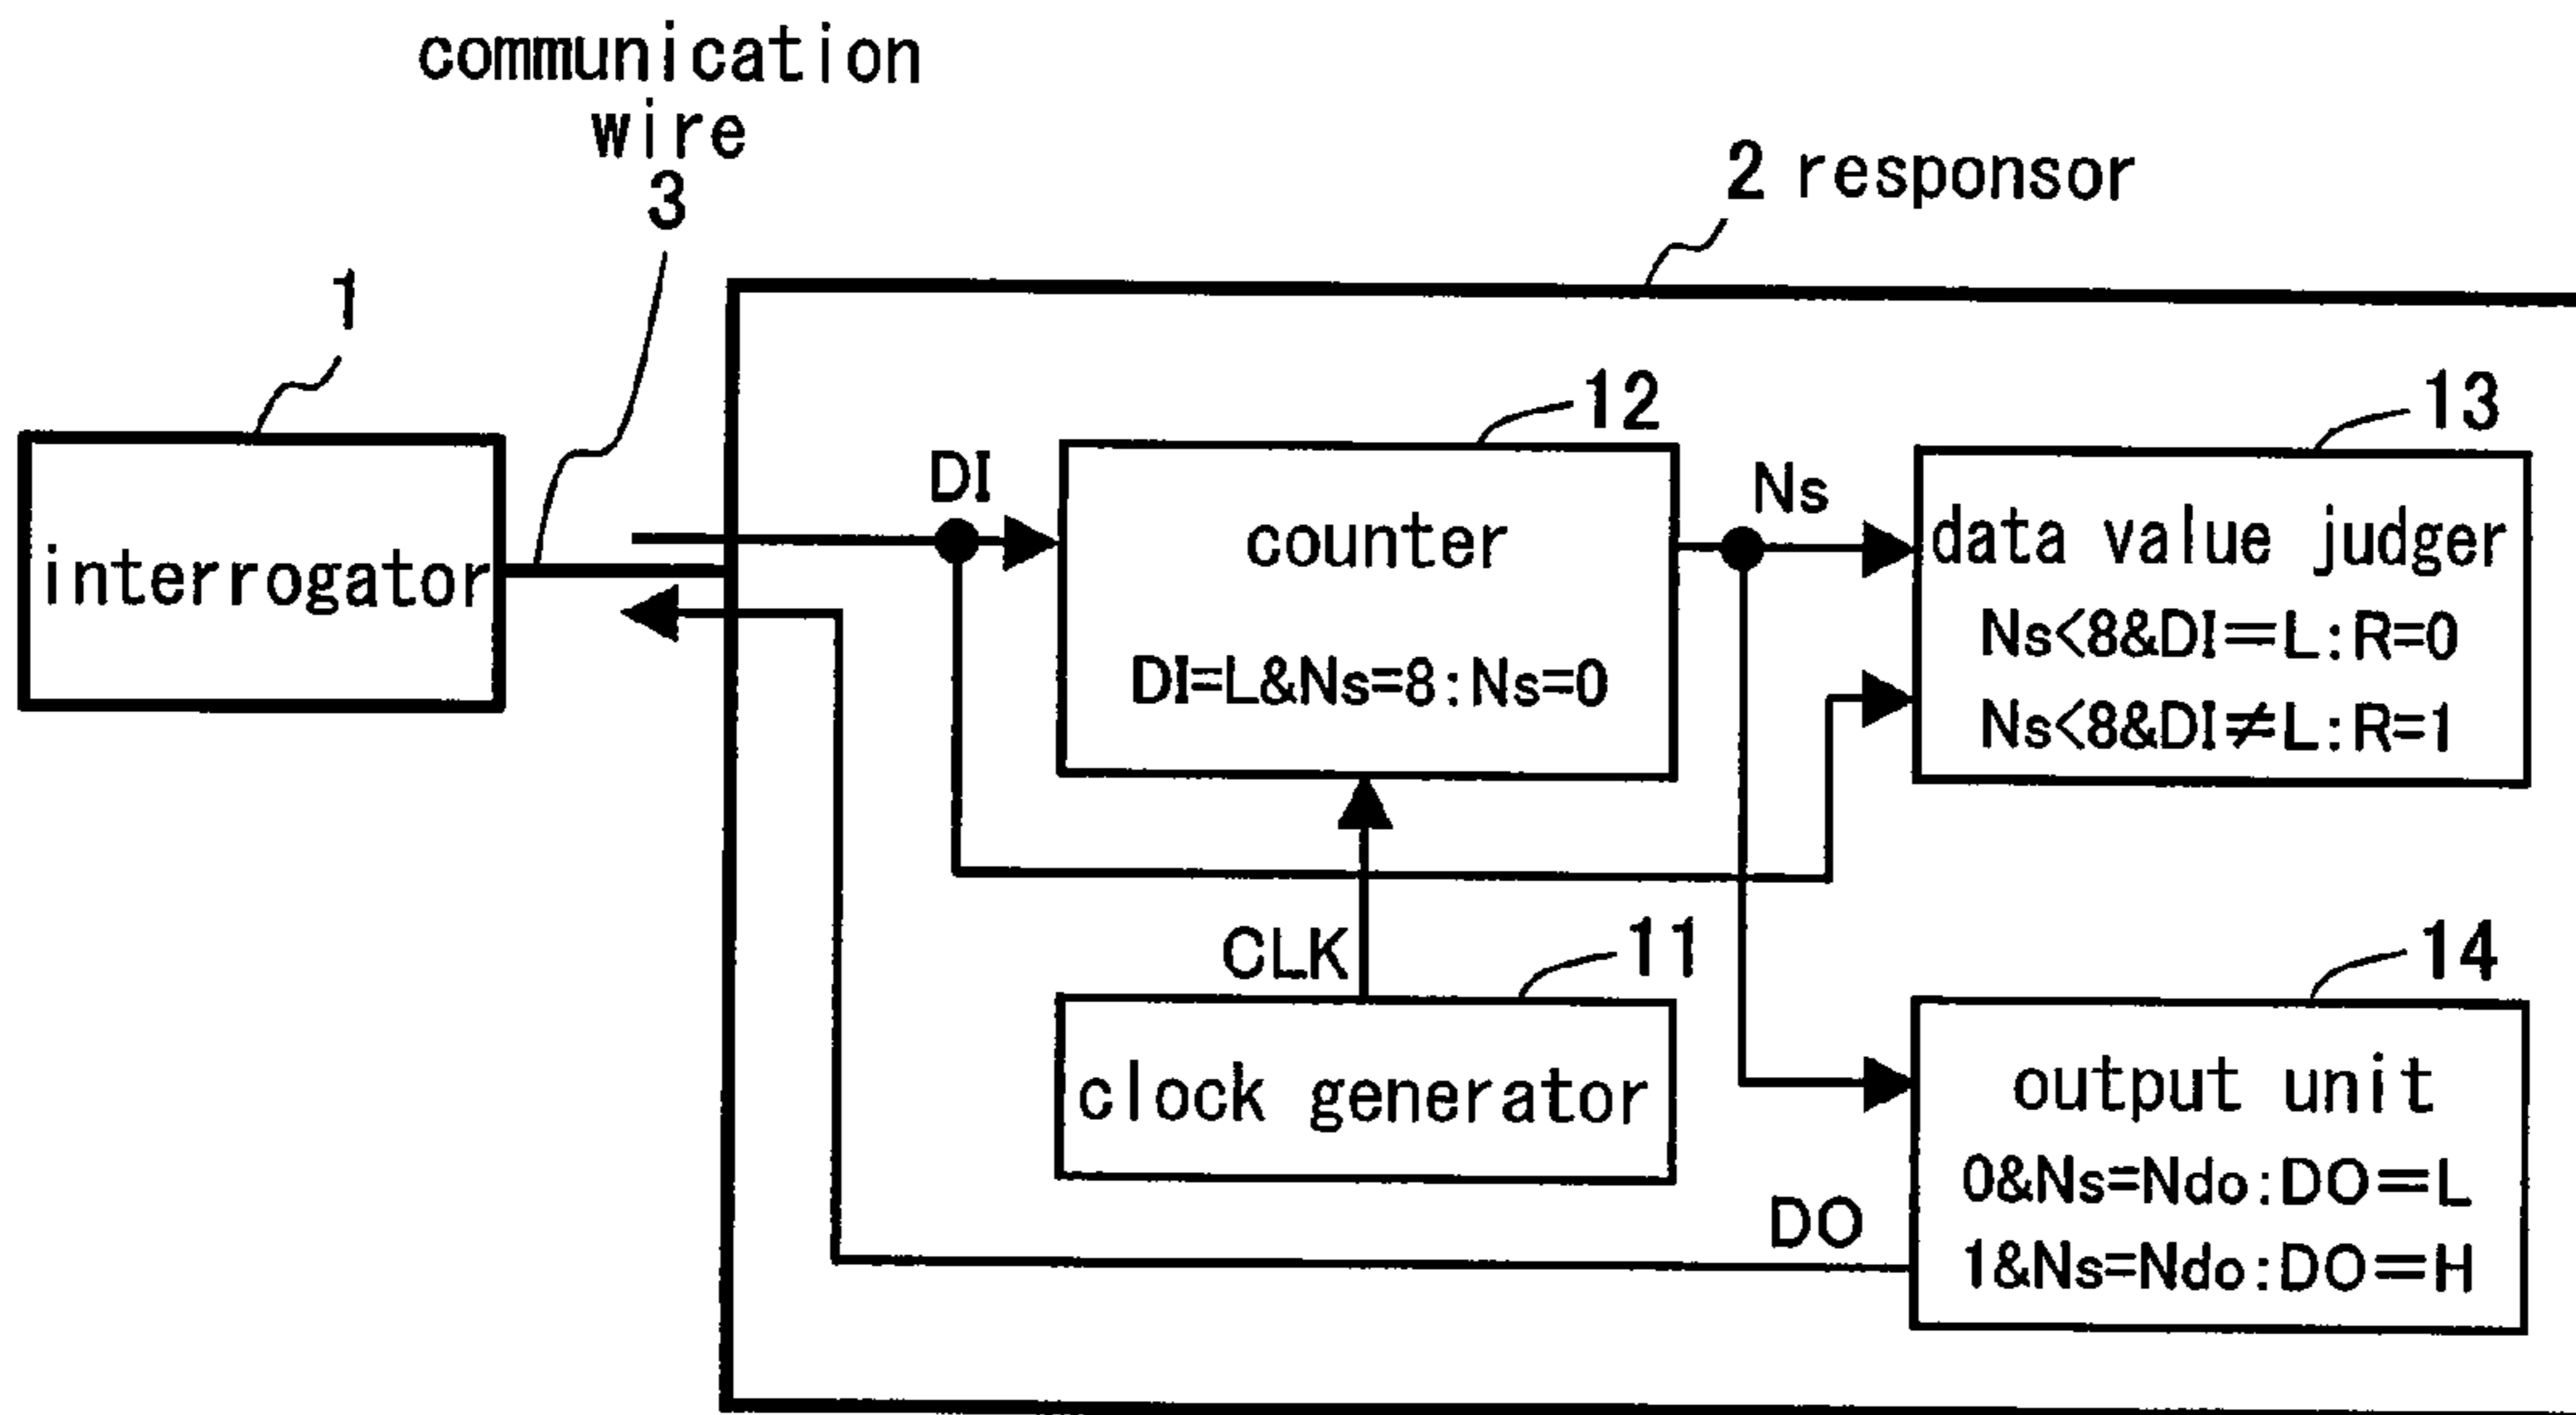 communication
wire
3
2 responsor
1
interrogator
DI
12
counter
DI=L&Ns=8:Ns=0
Ns
13
data value judger
Ns<8&DI=L:R=0
Ns<8&DI≠L:R=1
CLK
11
clock generator
14
output unit
0&Ns=Ndo:DO=L
1&Ns=Ndo:DO=H
DO